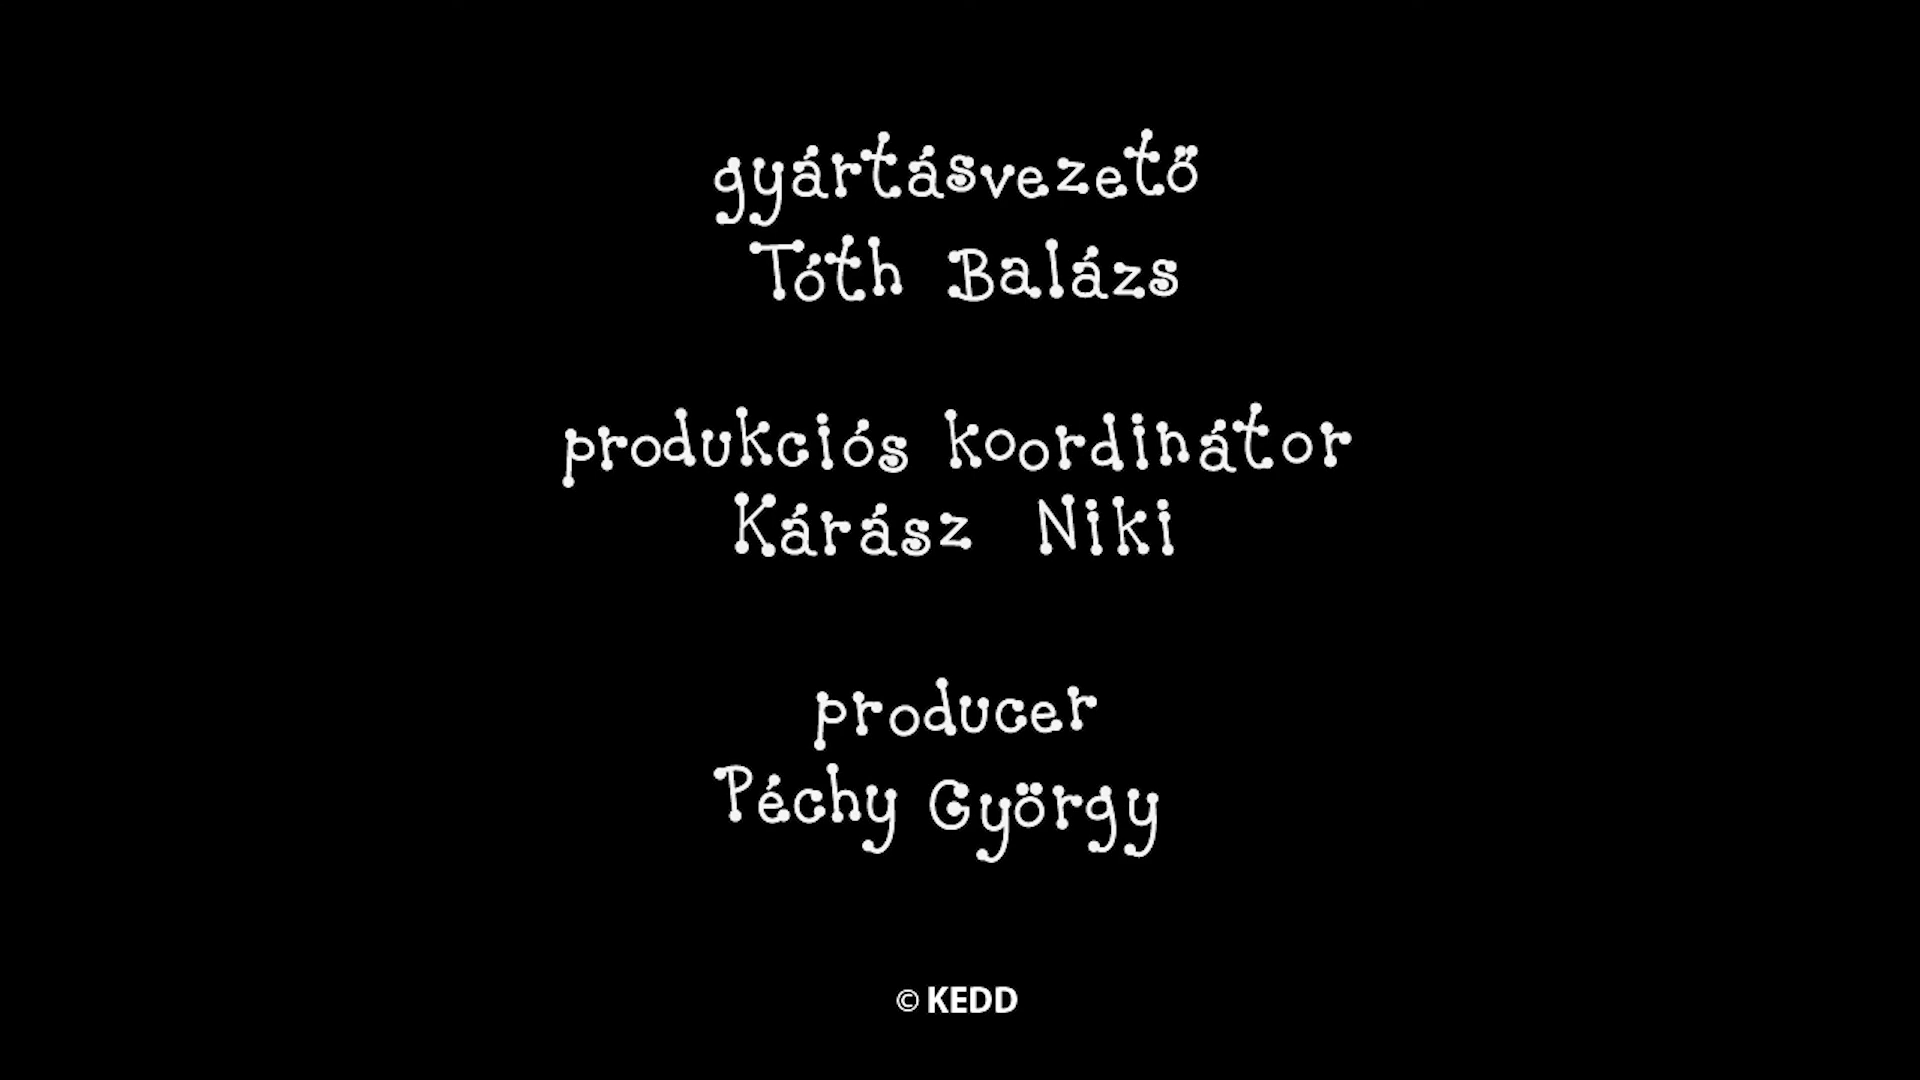 gyártásvezető
Tóth Balázs
produkciós koordinátor
Kárász Niki
producer
Péchy György
© KEDD